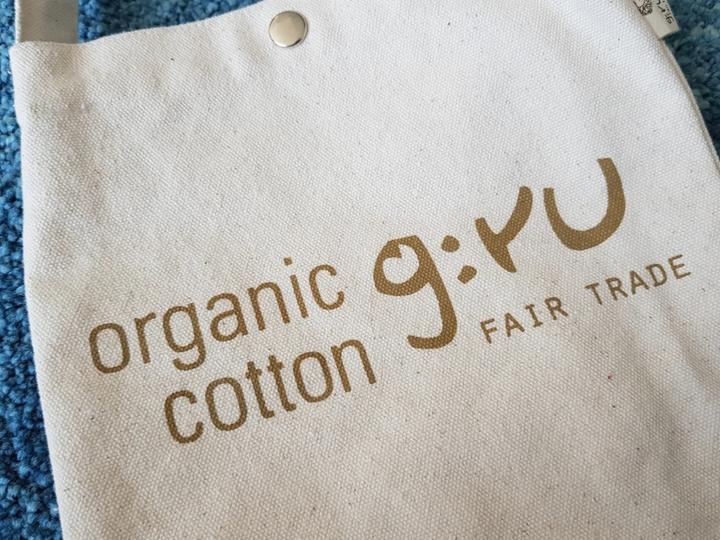 organic
cotton
g:ru
FAIR TRADE